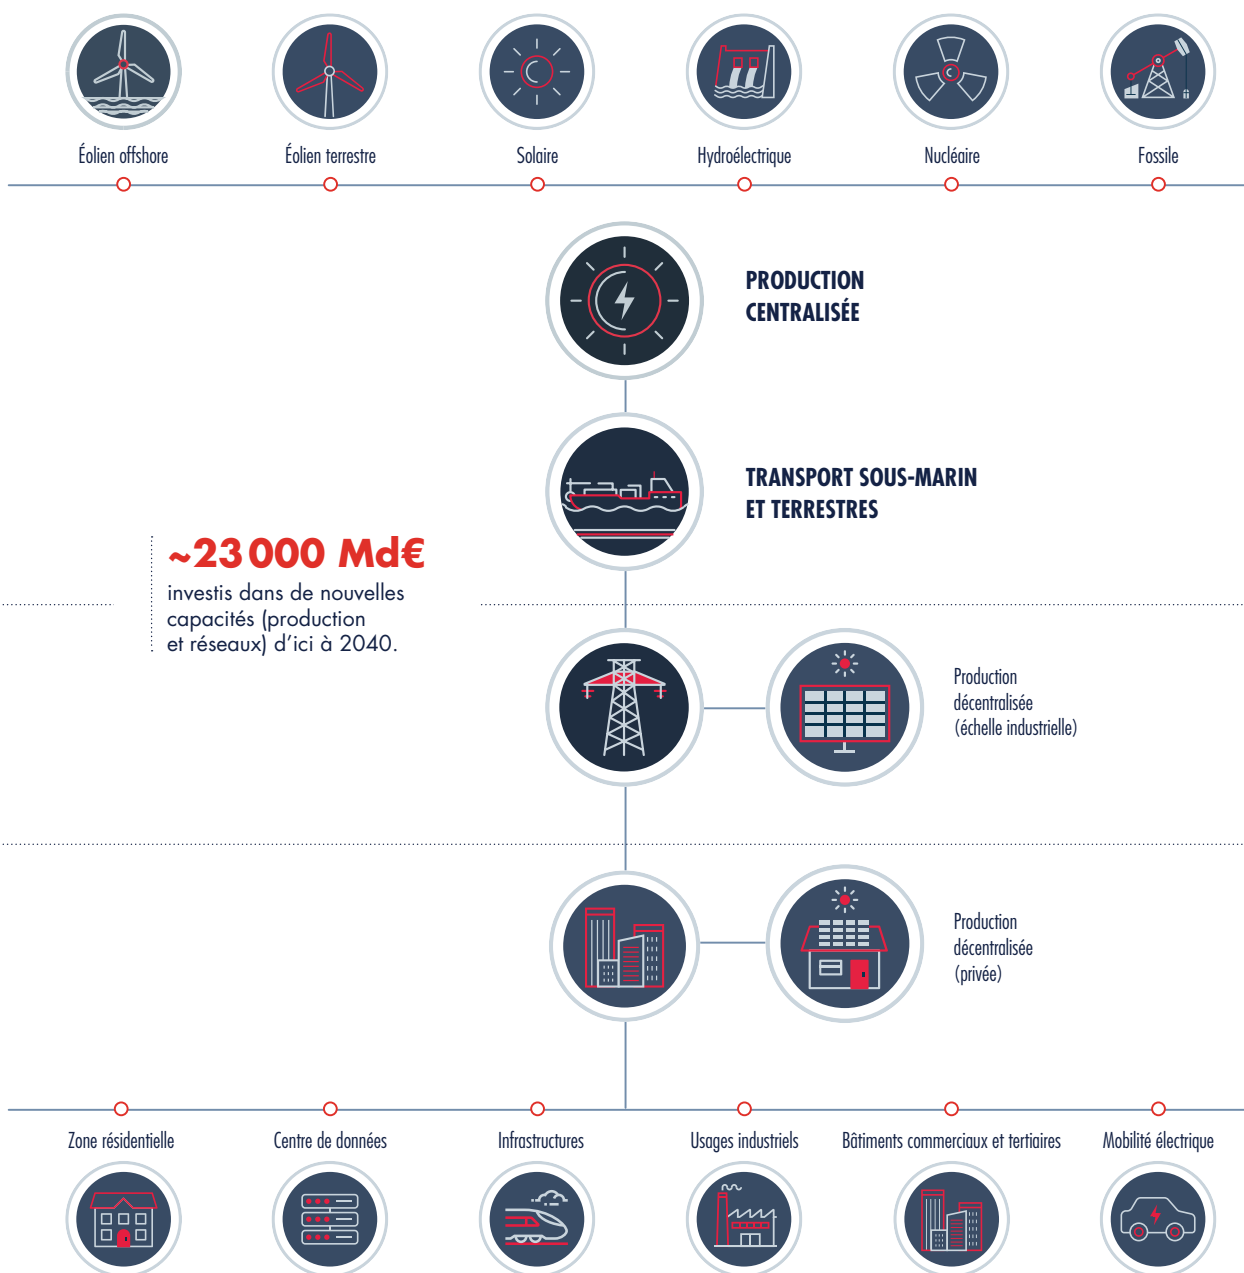 Éolien offshore
Éolien terrestre
Solaire
Hydroélectrique
Nucléaire
Fossile
PRODUCTION
CENTRALISÉE
TRANSPORT SOUS-MARIN
ET TERRESTRES
~23 000 Md€
investis dans de nouvelles
capacités (production
et réseaux) d’ici à 2040.
Production
décentralisée
(échelle industrielle)
Production
décentralisée
(privée)
Zone résidentielle
Centre de données
Infrastructures
Usages industriels
Bâtiments commerciaux et tertiaires
Mobilité électrique